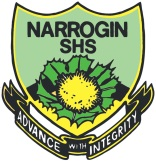 NARROGIN
SHS
ADVANCE WITH INTEGRITY